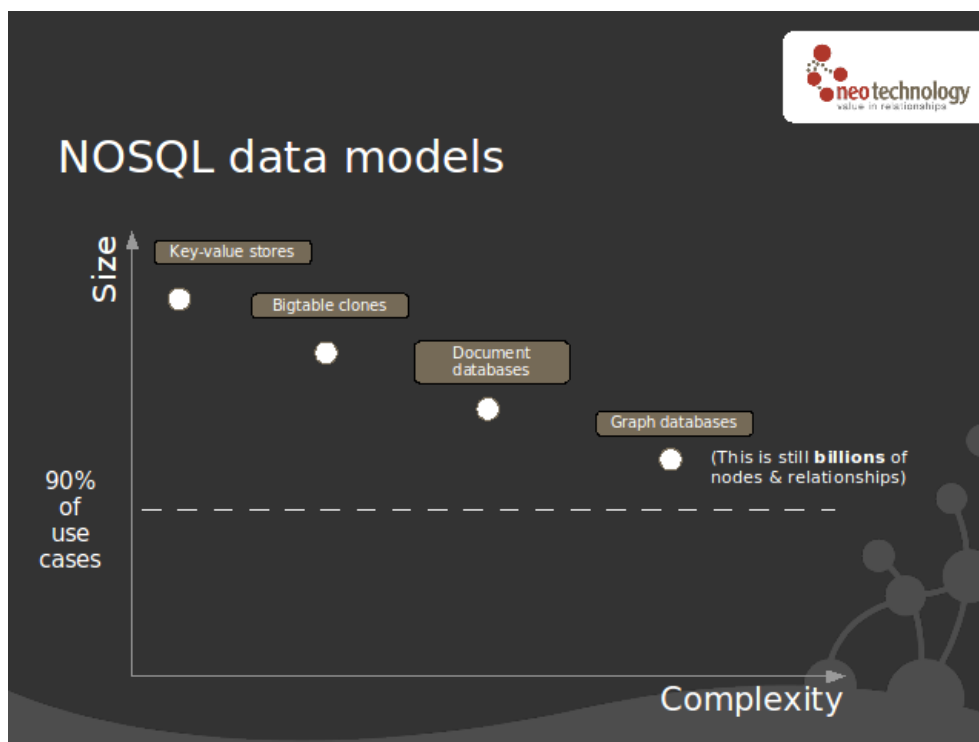 neotechnology
value in relationships
NOSQL data models
Size
Key-value stores
Bigtable clones
Document
databases
Graph databases
(This is still billions of
nodes & relationships)
90%
of
use
cases
Complexity